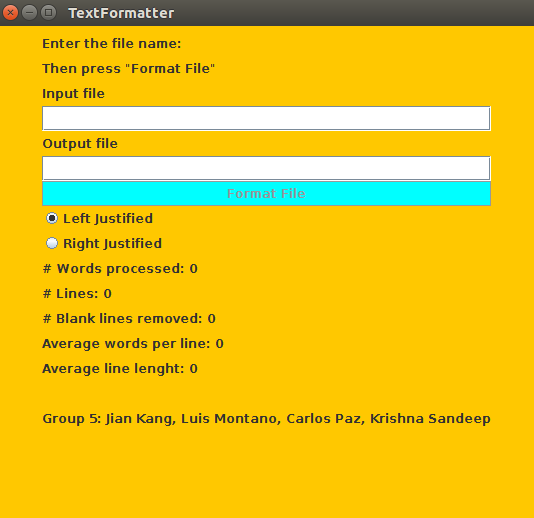 TextFormatter
Enter the file name:
Then press "Format File"
Input file
Output file
Format File
Left Justified
Right Justified
# Words processed: 0
# Lines: 0
# Blank lines removed: 0
Average words per line: 0
Average line lenght: 0
Group 5: Jian Kang, Luis Montano, Carlos Paz, Krishna Sandeep